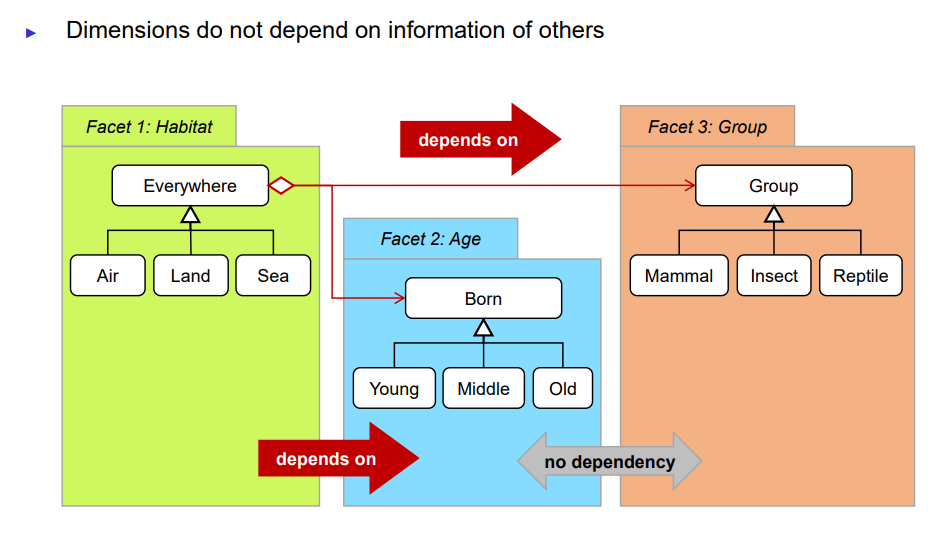 ► Dimensions do not depend on information of others
Facet 1: Habitat
depends on
Facet 3: Group
Everywhere
Group
Air
Land
Sea
Facet 2: Age
Mammal
Insect
Reptile
Born
Young
Middle
Old
depends on
no dependency